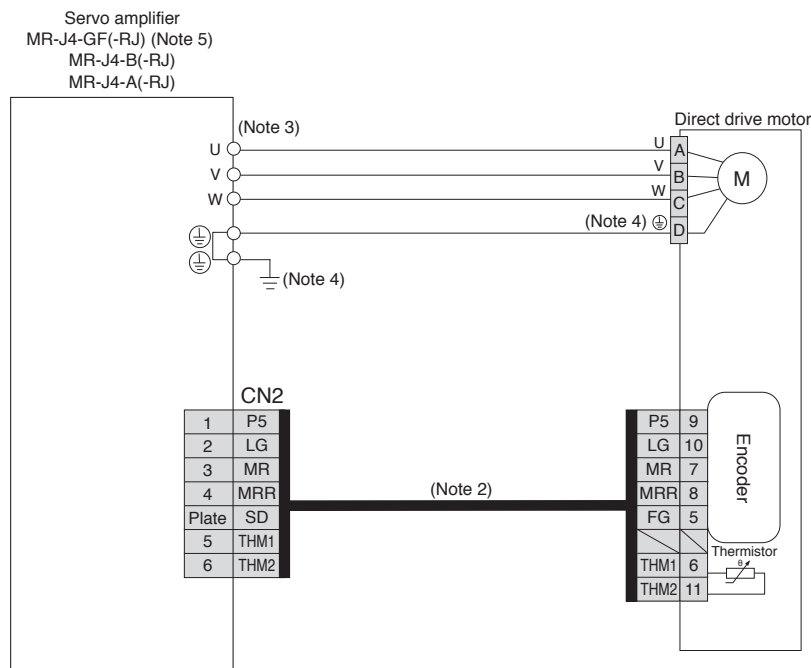 Servo amplifier
MR-J4-GF(-RJ) (Note 5)
MR-J4-B(-RJ)
MR-J4-A(-RJ)
Direct drive motor
(Note 3)
U U A
V V B
W W C
M
(Note 4) D
(Note 4)
CN2
1 P5
2 LG
3 MR
4 MRR
Plate SD
5 THM1
6 THM2
(Note 2)
P5 9
LG 10
MR 7
MRR 8
FG 5
THM1 6
THM2 11
Encoder
Thermistor
θ